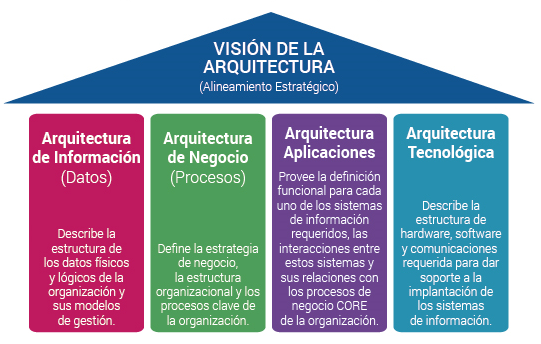 VISIÓN DE LA
ARQUITECTURA
(Alineamiento Estratégico)
Arquitectura
de Información
(Datos)
Describe la
estructura de
los datos físicos
y lógicos de la
organización y
sus modelos
de gestión.
Arquitectura
de Negocio
(Procesos)
Define la estrategia
de negocio,
la estructura
organizacional y los
procesos clave de
la organización.
Arquitectura
Aplicaciones
Provee la definición
funcional para cada
uno de los sistemas
de información
requeridos, las
interacciones entre
estos sistemas y
sus relaciones con
los procesos de
negocio CORE
de la organización.
Arquitectura
Tecnológica
Describe la
estructura de
hardware, software
y comunicaciones
requerida para dar
soporte a la
implantación de
los sistemas
de información.